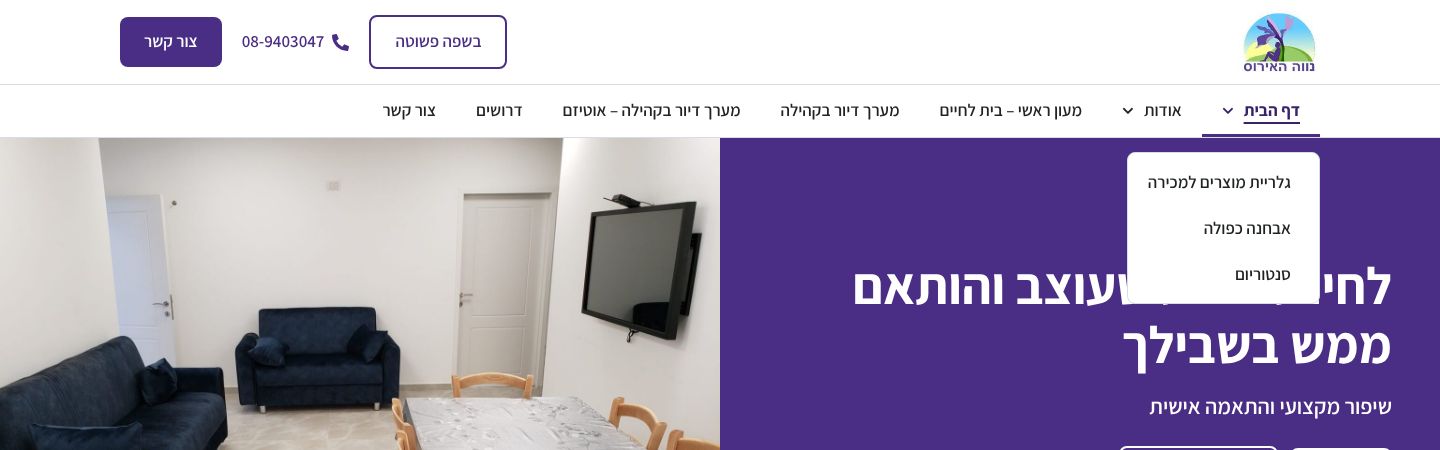 נווה האירוס
בשפה פשוטה
08-9403047
צור קשר
דף הבית
אודות
מעון ראשי – בית לחיים
מערך דיור בקהילה
מערך דיור בקהילה – אוטיזם
דרושים
צור קשר
גלריית מוצרים למכירה
אבחנה כפולה
סנטוריום
שעוצב והותאם
ממש בשבילך
שיפור מקצועי והתאמה אישית